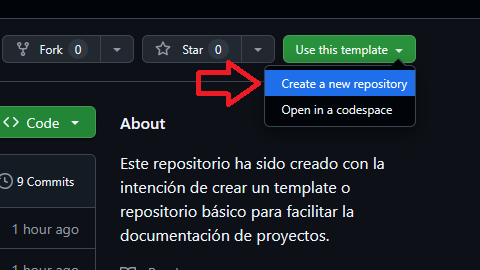 Fork 0
Star 0
Use this template
Create a new repository
Open in a codespace
Code
About
Este repositorio ha sido creado con la
intención de crear un template o
repositorio básico para facilitar la
documentación de proyectos.
9 Commits
1 hour ago
1 hour ago